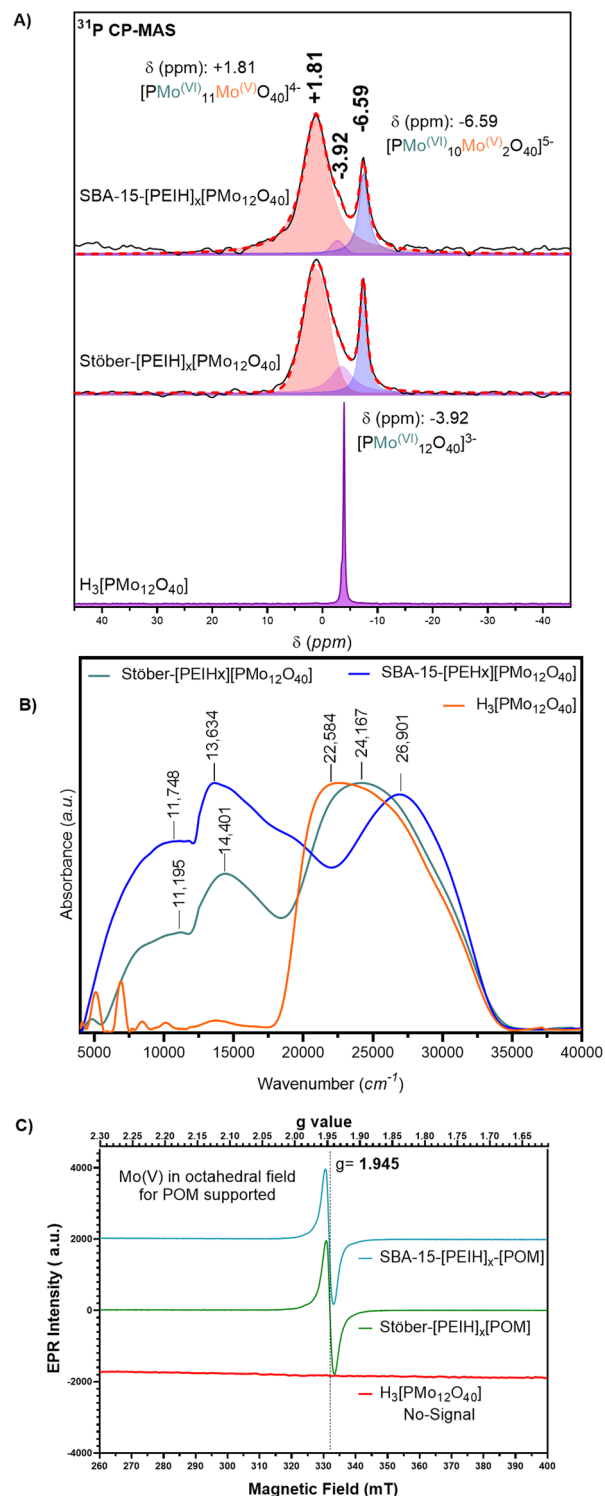 A)
³¹P CP-MAS
δ (ppm): +1.81
[PMo⁽ⱽᴵ⁾₁₁Mo⁽ⱽ⁾O₄₀]⁴⁻
+1.81
-3.92
-6.59
δ (ppm): -6.59
[PMo⁽ⱽᴵ⁾₁₀Mo⁽ⱽ⁾₂O₄₀]⁵⁻
SBA-15-[PEIH]ₓ[PMo₁₂O₄₀]
Stöber-[PEIH]ₓ[PMo₁₂O₄₀]
δ (ppm): -3.92
[PMo⁽ⱽᴵ⁾₁₂O₄₀]³⁻
H₃[PMo₁₂O₄₀]
40 30 20 10 0 -10 -20 -30 -40
δ (ppm)
B)
Stöber-[PEIHx][PMo₁₂O₄₀]
SBA-15-[PEHx][PMo₁₂O₄₀]
H₃[PMo₁₂O₄₀]
11,748
13,634
11,195
14,401
22,584
24,167
26,901
Absorbance (a.u.)
5000 10000 15000 20000 25000 30000 35000 40000
Wavenumber (cm⁻¹)
C)
g value
2.30 2.25 2.20 2.15 2.10 2.05 2.00 1.95 1.90 1.85 1.80 1.75 1.70 1.65
Mo(V) in octahedral field
for POM supported
g= 1.945
SBA-15-[PEIH]ₓ-[POM]
Stöber-[PEIH]ₓ[POM]
H₃[PMo₁₂O₄₀]
No-Signal
EPR Intensity ( a.u.)
4000
2000
0
-2000
-4000
260 270 280 290 300 310 320 330 340 350 360 370 380 390 400
Magnetic Field (mT)